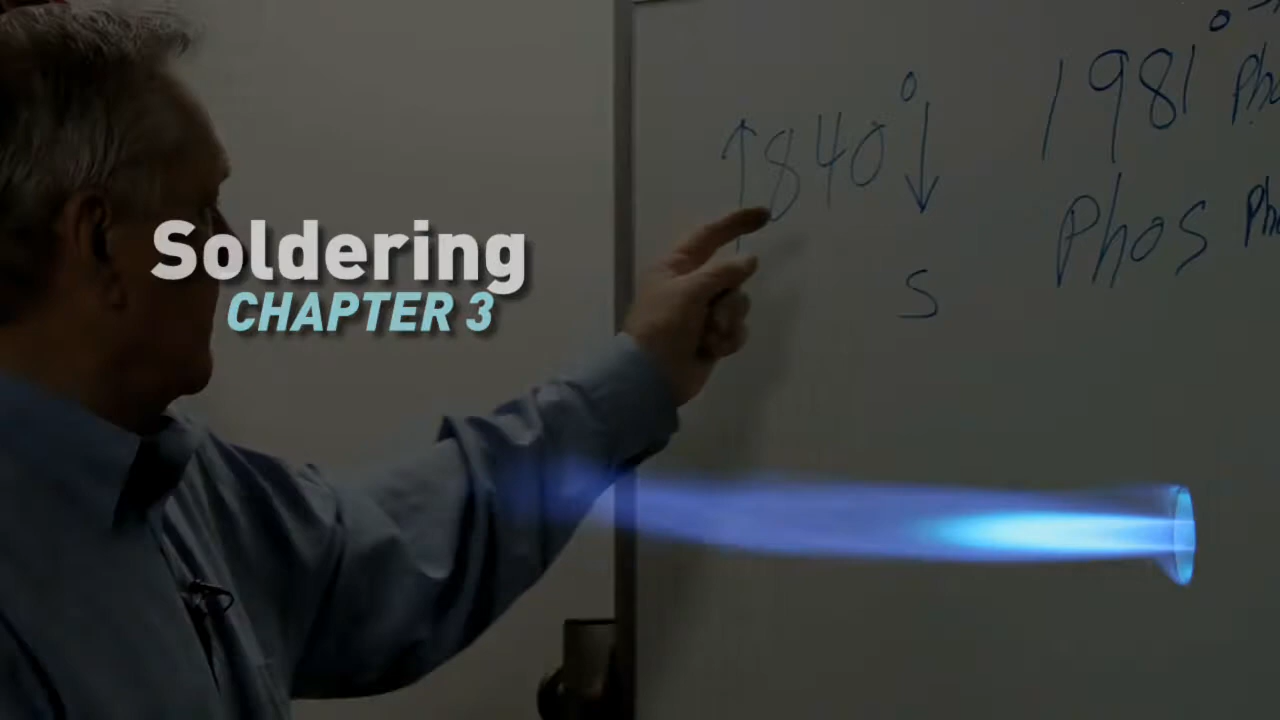 Soldering
CHAPTER 3
↑840°↓
1981°
Phos
S